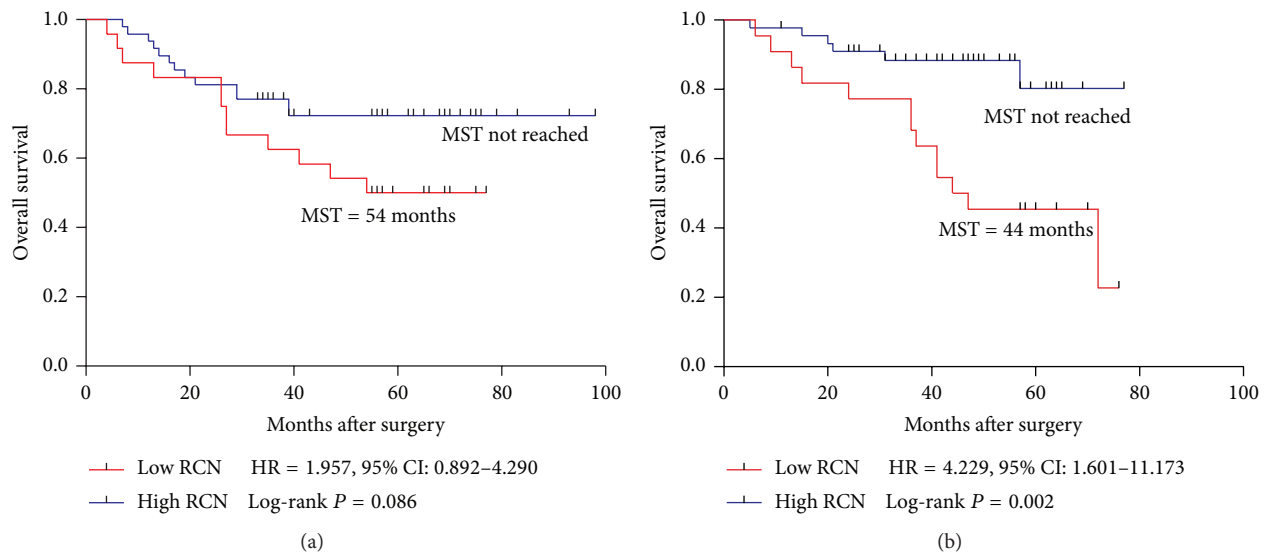 1.0
0.8
0.6
0.4
0.2
0.0
Overall survival
MST not reached
MST = 54 months
0 20 40 60 80 100
Months after surgery
Low RCN HR = 1.957, 95% CI: 0.892–4.290
High RCN Log-rank P = 0.086
(a)
1.0
0.8
0.6
0.4
0.2
0.0
Overall survival
MST not reached
MST = 44 months
0 20 40 60 80 100
Months after surgery
Low RCN HR = 4.229, 95% CI: 1.601–11.173
High RCN Log-rank P = 0.002
(b)